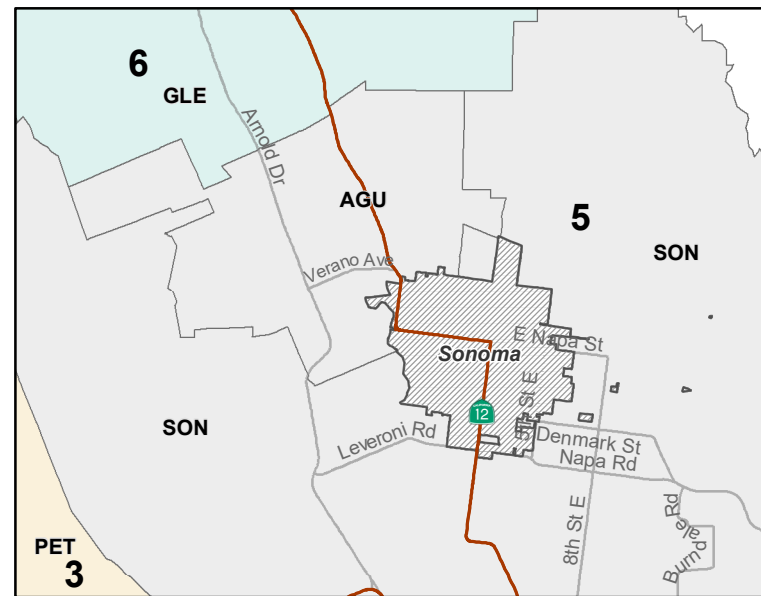 6
GLE
Arnold Dr
AGU
5
SON
Verano Ave
E Napa St
Sonoma
5th St E
12
SON
Leveroni Rd
Denmark St
Napa Rd
8th St E
Burndale Rd
PET
3